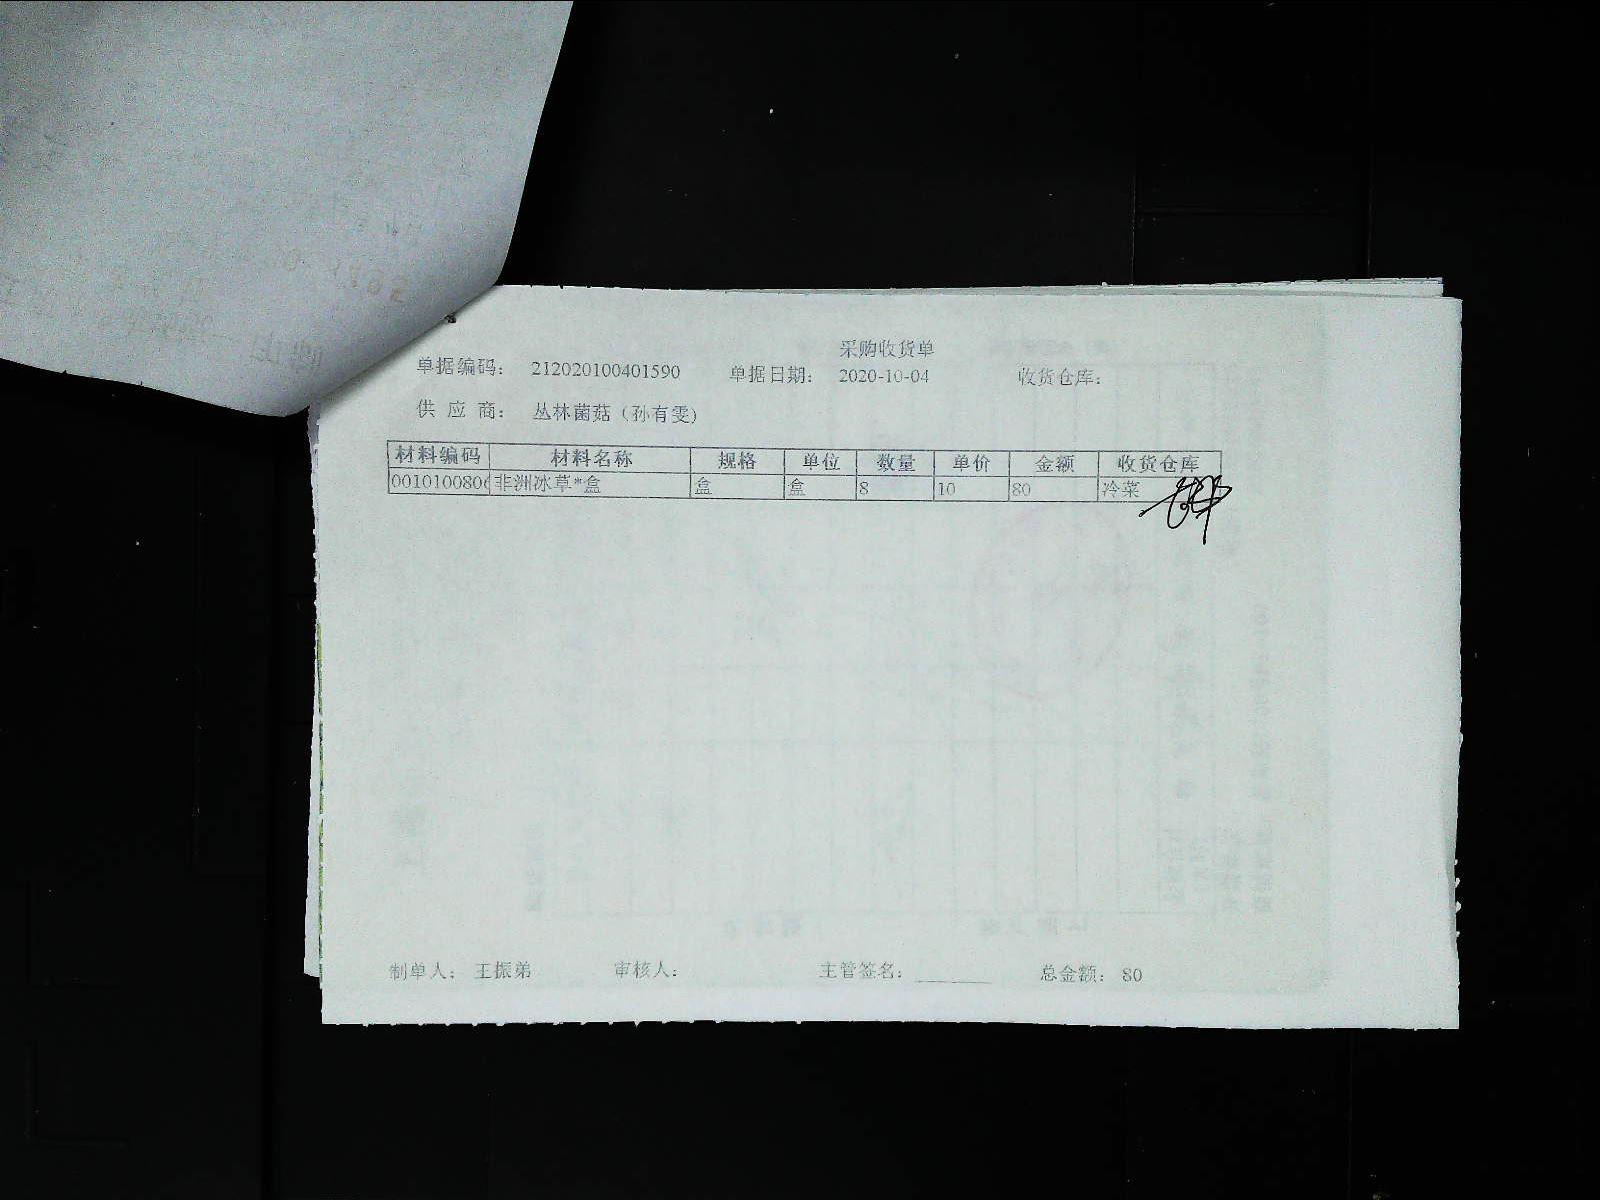 采购收货单
单据编码： 212020100401590 单据日期： 2020-10-04 收货仓库：
供 应 商： 丛林菌菇（孙有雯）
材料编码 材料名称 规格 单位 数量 单价 金额 收货仓库
0010100806 非洲冰草*盒 盒 盒 8 10 80 冷菜
制单人： 王振弟 审核人： 主管签名： 总金额： 80